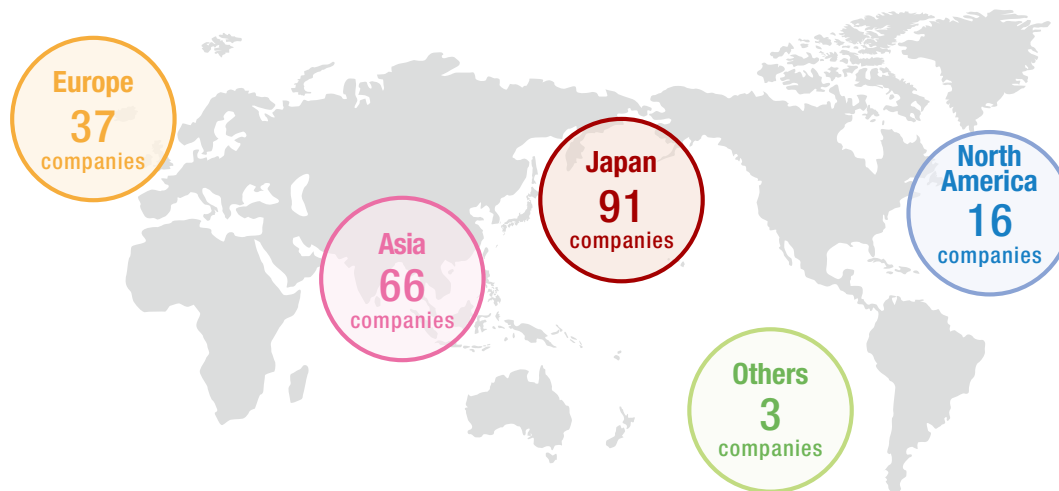 Europe
37
companies
Asia
66
companies
Japan
91
companies
North
America
16
companies
Others
3
companies